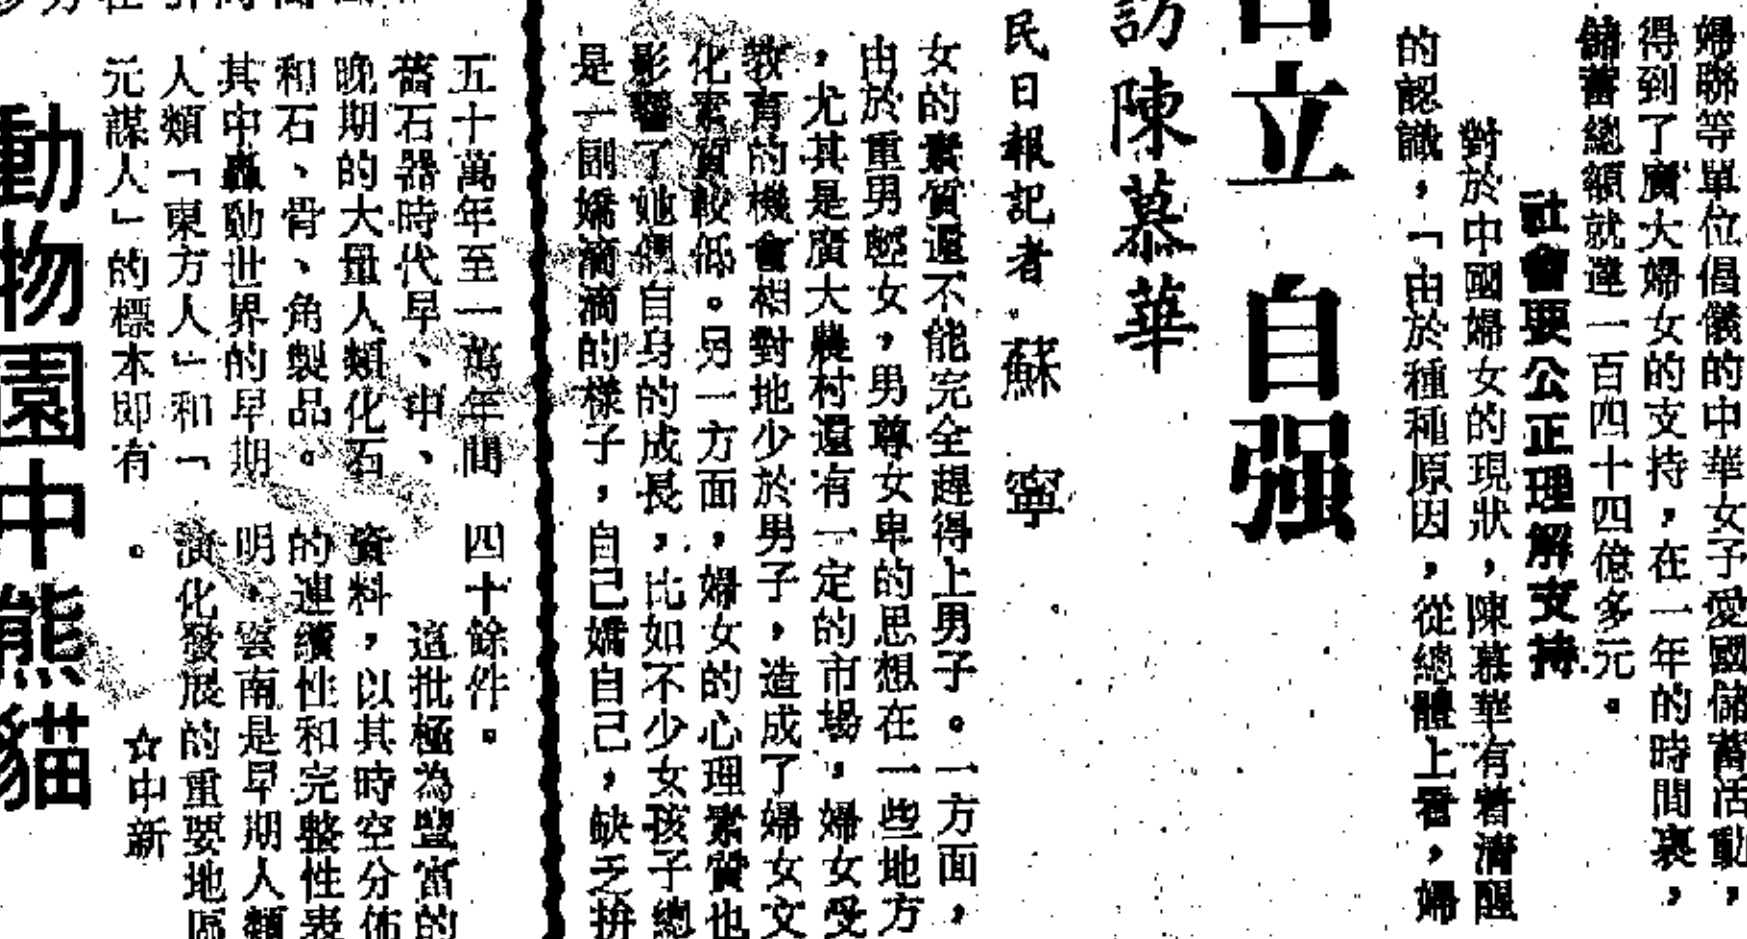 婦聯等單位倡儀的中華女子愛國儲蓄活動，
得到了廣大婦女的支持，在一年的時間裏，
儲蓄總額就達一百四十四億多元。
社會要公正理解支持
對於中國婦女的現狀，陳慕華有着清醒
的認識，「由於種種原因，從總體上看，婦
立自强
訪陳慕華
民日報記者 蘇寧
女的素質還不能完全趕得上男子。一方面，
由於重男輕女，男尊女卑的思想在一些地方
，尤其是廣大農村還有一定的市場，婦女受
教育的機會相對地少於男子，造成了婦女文
化素質較低。另一方面，婦女的心理素質也
影響了她們自身的成長，比如不少女孩子總
是一副嬌滴滴的樣子，自己嬌自己，缺乏拚
五十萬年至一萬年間
舊石器時代早、中、
晚期的大量人類化石
和石、骨、角製品。
其中轟動世界的早期
人類「東方人」和「
元謀人」的標本即有
四十餘件。
這批極為豐富的
資料，以其時空分佈
的連續性和完整性表
明，雲南是早期人類
演化發展的重要地區
。 ☆中新
動物園中熊貓